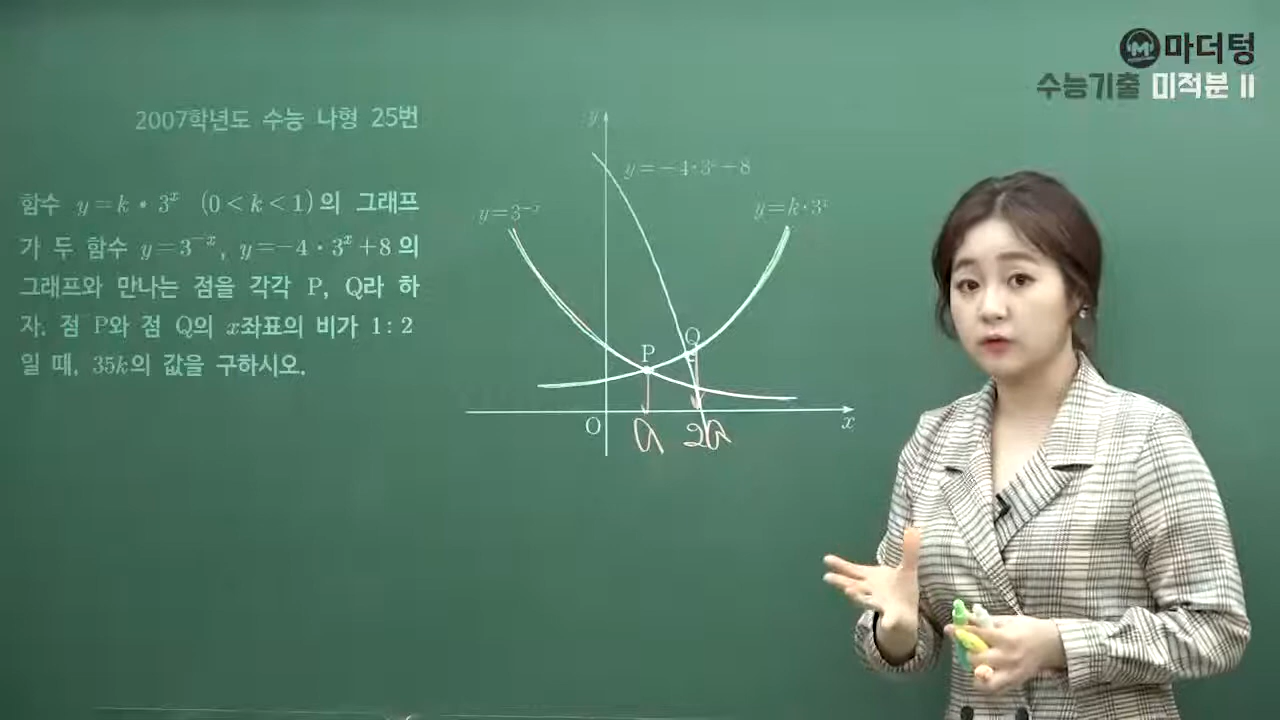 마더텅
수능기출 미적분 II
2007학년도 수능 나형 25번
함수 y=k・3^x (0<k<1)의 그래프
가 두 함수 y=3^{-x}, y=-4・3^x+8의
그래프와 만나는 점을 각각 P, Q라 하
자. 점 P와 점 Q의 x좌표의 비가 1:2
일 때, 35k의 값을 구하시오.
y
y=-4・3^x+8
y=3^{-x}
y=k・3^x
Q
P
O
x
a
2a